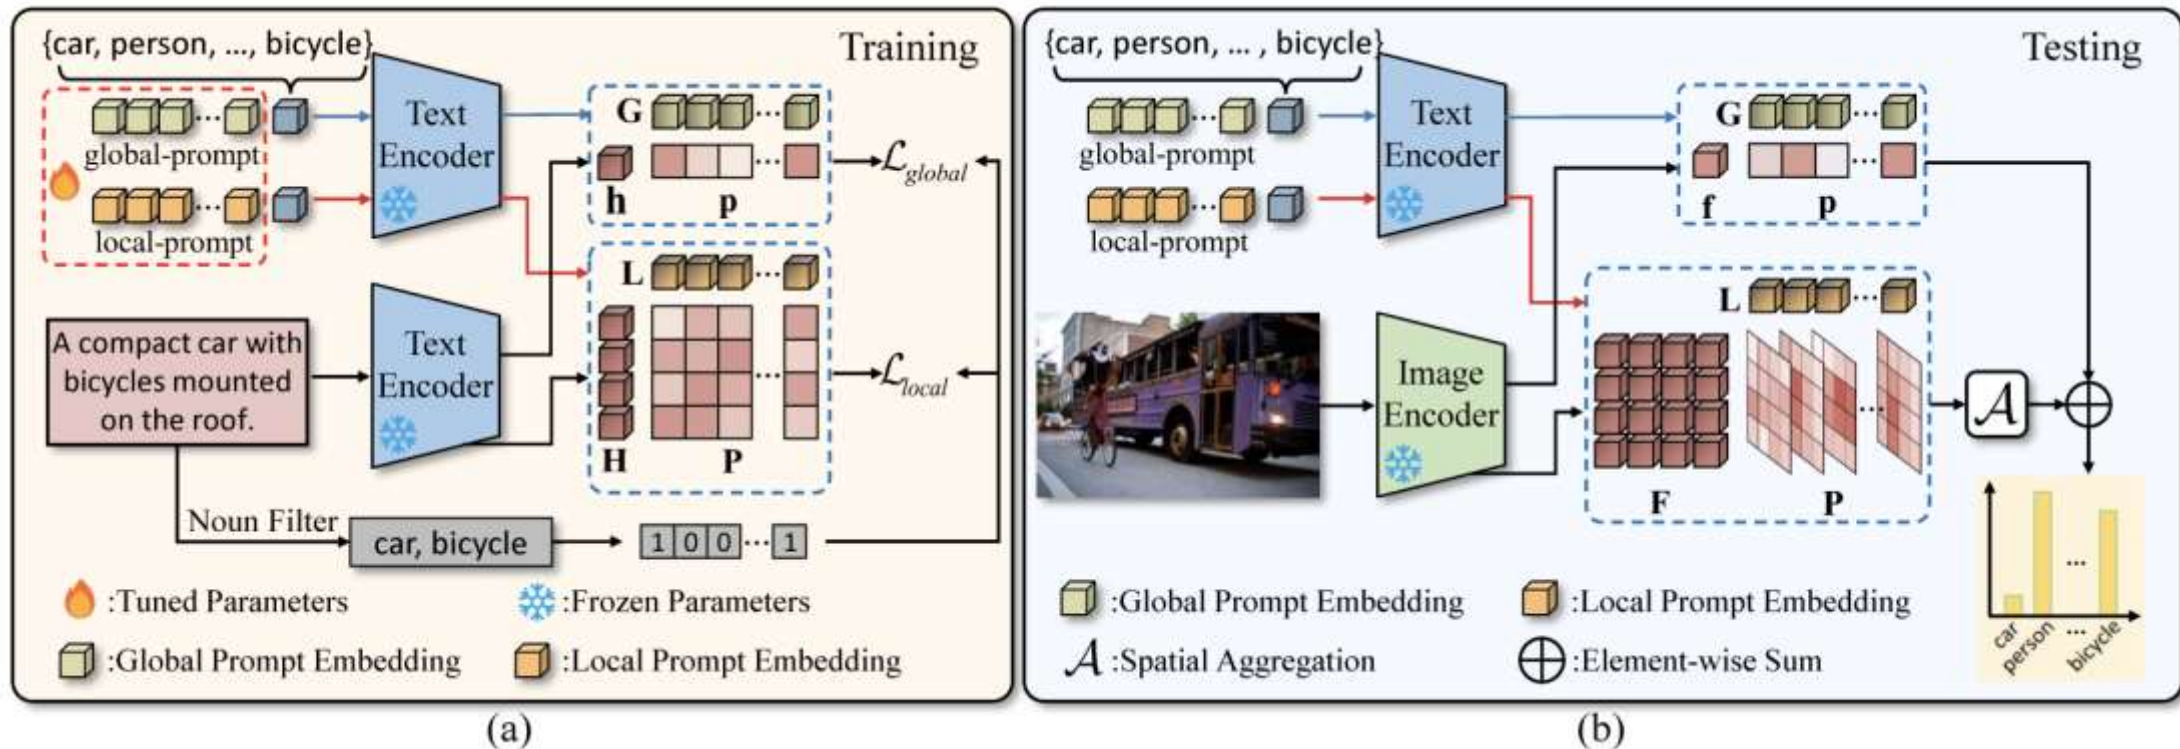 {car, person, ..., bicycle}
Training
global-prompt
local-prompt
Text
Encoder
G
h
p
L
H
P
ℒglobal
ℒlocal
A compact car with
bicycles mounted
on the roof.
Text
Encoder
Noun Filter
car, bicycle
1 0 0 ... 1
:Tuned Parameters
:Frozen Parameters
:Global Prompt Embedding
:Local Prompt Embedding
(a)
{car, person, ... , bicycle}
Testing
global-prompt
local-prompt
Text
Encoder
G
f
p
L
F
P
Image
Encoder
𝒜
car
person
...
bicycle
:Global Prompt Embedding
:Local Prompt Embedding
𝒜 :Spatial Aggregation
:Element-wise Sum
(b)